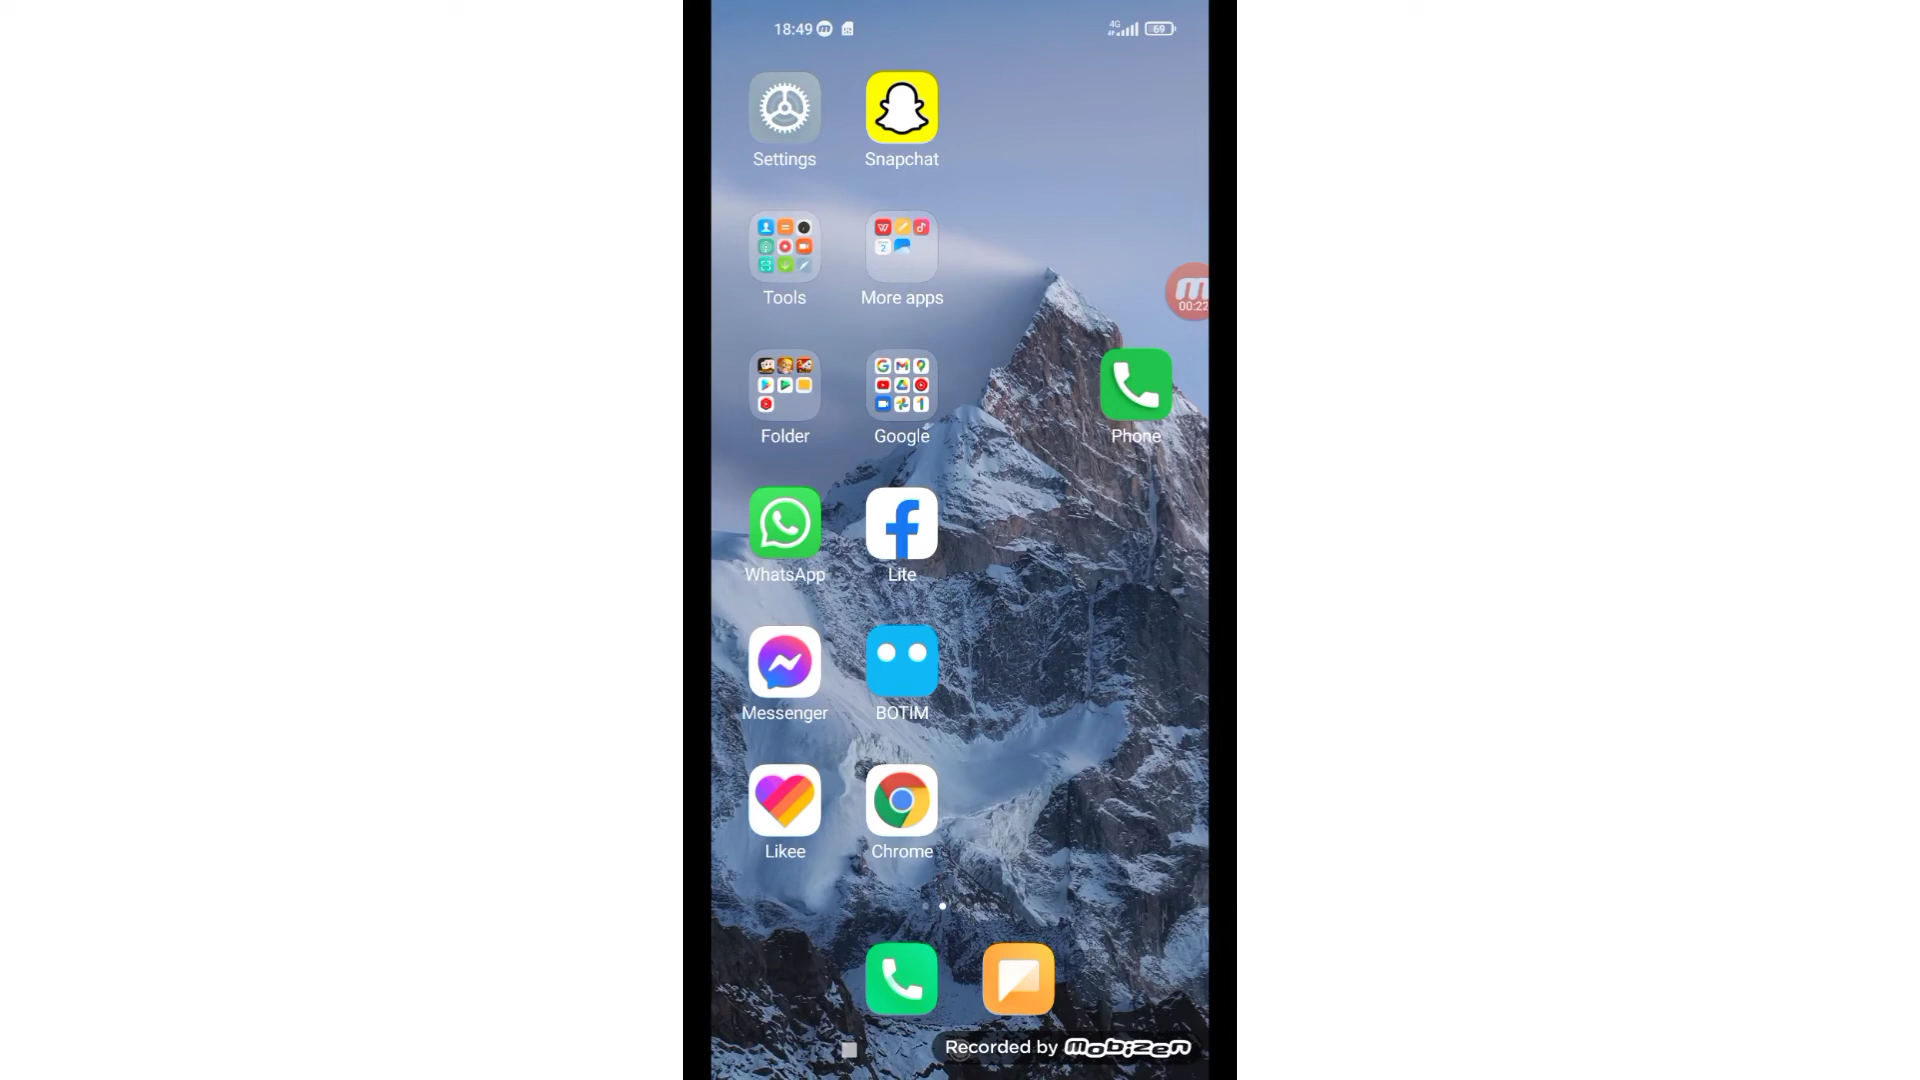 18:49
4G
69
Settings
Snapchat
Tools
More apps
00:22
Folder
Google
Phone
WhatsApp
Lite
Messenger
BOTIM
Likee
Chrome
Recorded by mobizen